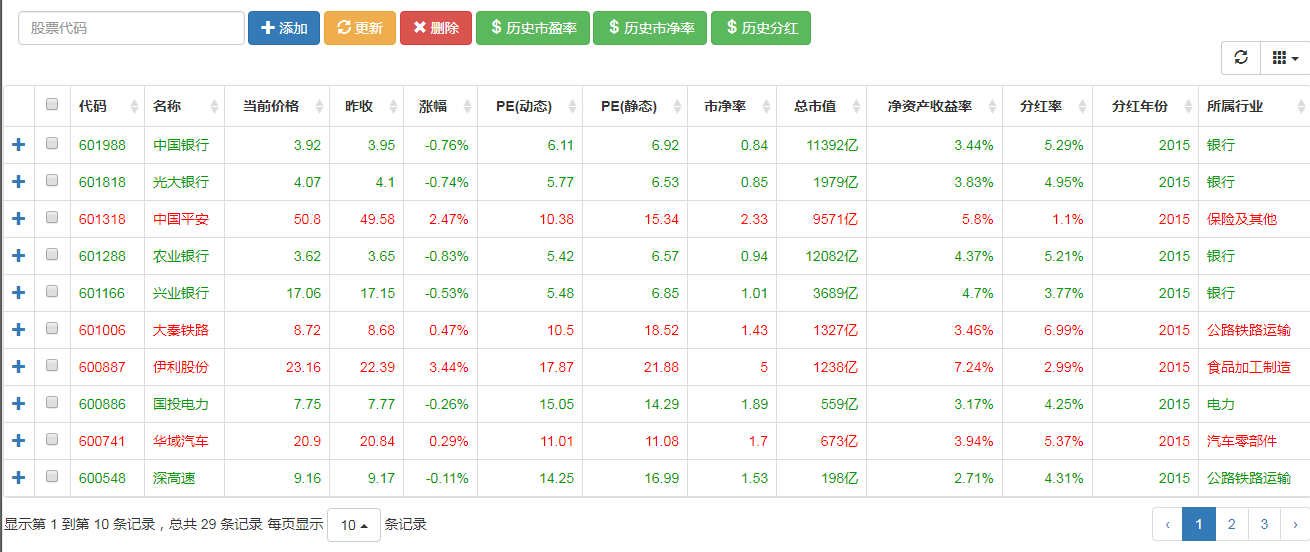 股票代码 添加 更新 删除 $ 历史市盈率 $ 历史市净率 $ 历史分红
代码 名称 当前价格 昨收 涨幅 PE(动态) PE(静态) 市净率 总市值 净资产收益率 分红率 分红年份 所属行业
601988 中国银行 3.92 3.95 -0.76% 6.11 6.92 0.84 11392亿 3.44% 5.29% 2015 银行
601818 光大银行 4.07 4.1 -0.74% 5.77 6.53 0.85 1979亿 3.83% 4.95% 2015 银行
601318 中国平安 50.8 49.58 2.47% 10.38 15.34 2.33 9571亿 5.8% 1.1% 2015 保险及其他
601288 农业银行 3.62 3.65 -0.83% 5.42 6.57 0.94 12082亿 4.37% 5.21% 2015 银行
601166 兴业银行 17.06 17.15 -0.53% 5.48 6.85 1.01 3689亿 4.7% 3.77% 2015 银行
601006 大秦铁路 8.72 8.68 0.47% 10.5 18.52 1.43 1327亿 3.46% 6.99% 2015 公路铁路运输
600887 伊利股份 23.16 22.39 3.44% 17.87 21.88 5 1238亿 7.24% 2.99% 2015 食品加工制造
600886 国投电力 7.75 7.77 -0.26% 15.05 14.29 1.89 559亿 3.17% 4.25% 2015 电力
600741 华域汽车 20.9 20.84 0.29% 11.01 11.08 1.7 673亿 3.94% 5.37% 2015 汽车零部件
600548 深高速 9.16 9.17 -0.11% 14.25 16.99 1.53 198亿 2.71% 4.31% 2015 公路铁路运输
显示第 1 到第 10 条记录，总共 29 条记录 每页显示 10 条记录 ‹ 1 2 3 ›